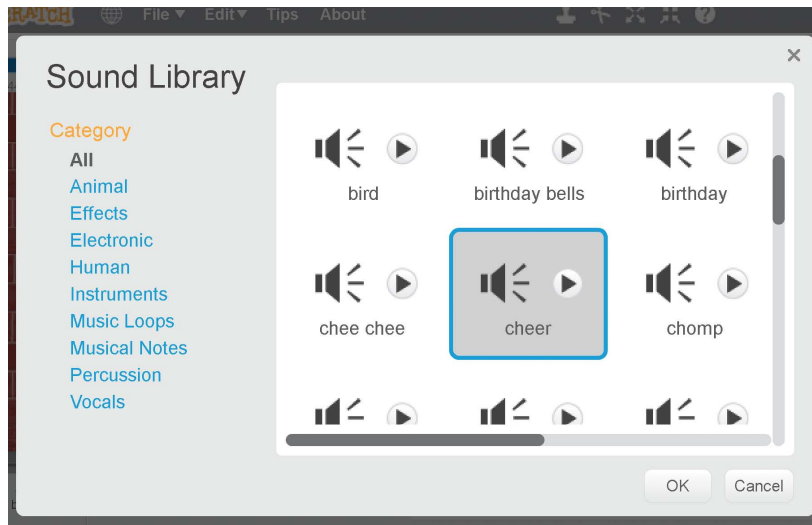 File ▼ Edit▼ Tips About
Sound Library
Category
All
Animal
Effects
Electronic
Human
Instruments
Music Loops
Musical Notes
Percussion
Vocals
bird
birthday bells
birthday
chee chee
cheer
chomp
OK
Cancel